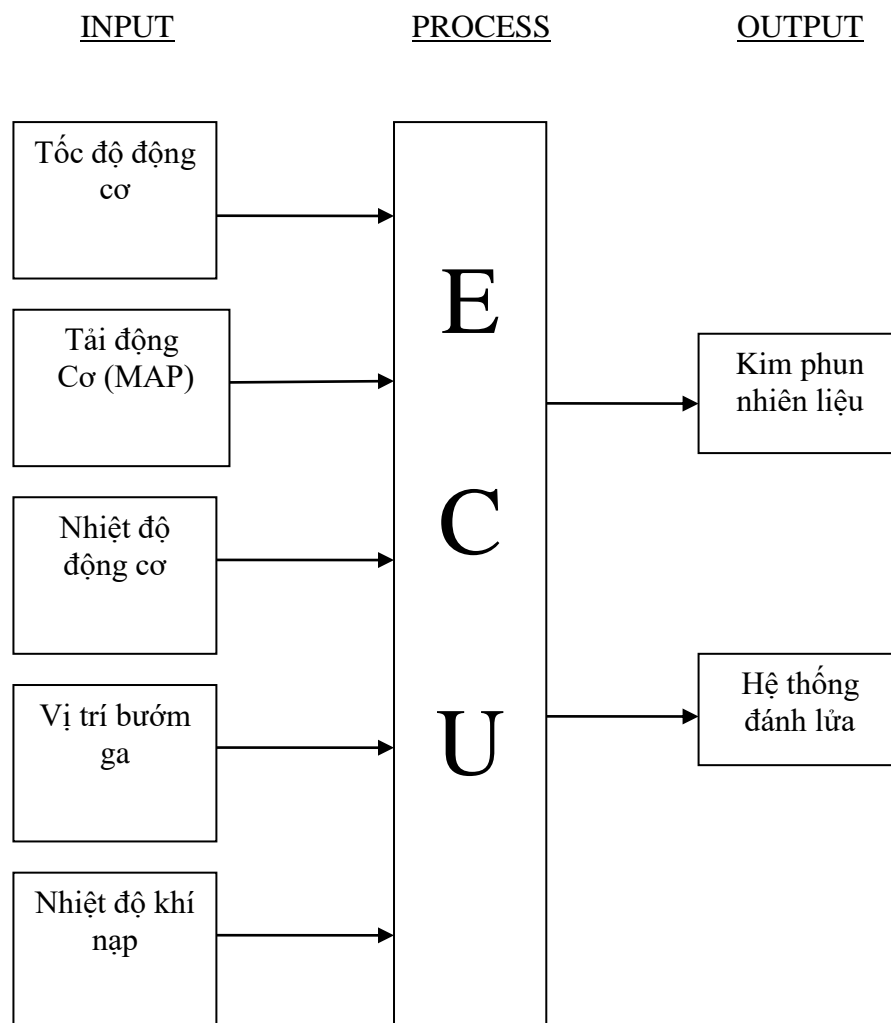 INPUT PROCESS OUTPUT
Tốc độ động
cơ
Tải động
Cơ (MAP)
Nhiệt độ
động cơ
Vị trí bướm
ga
Nhiệt độ khí
nạp
E
C
U
Kim phun
nhiên liệu
Hệ thống
đánh lửa